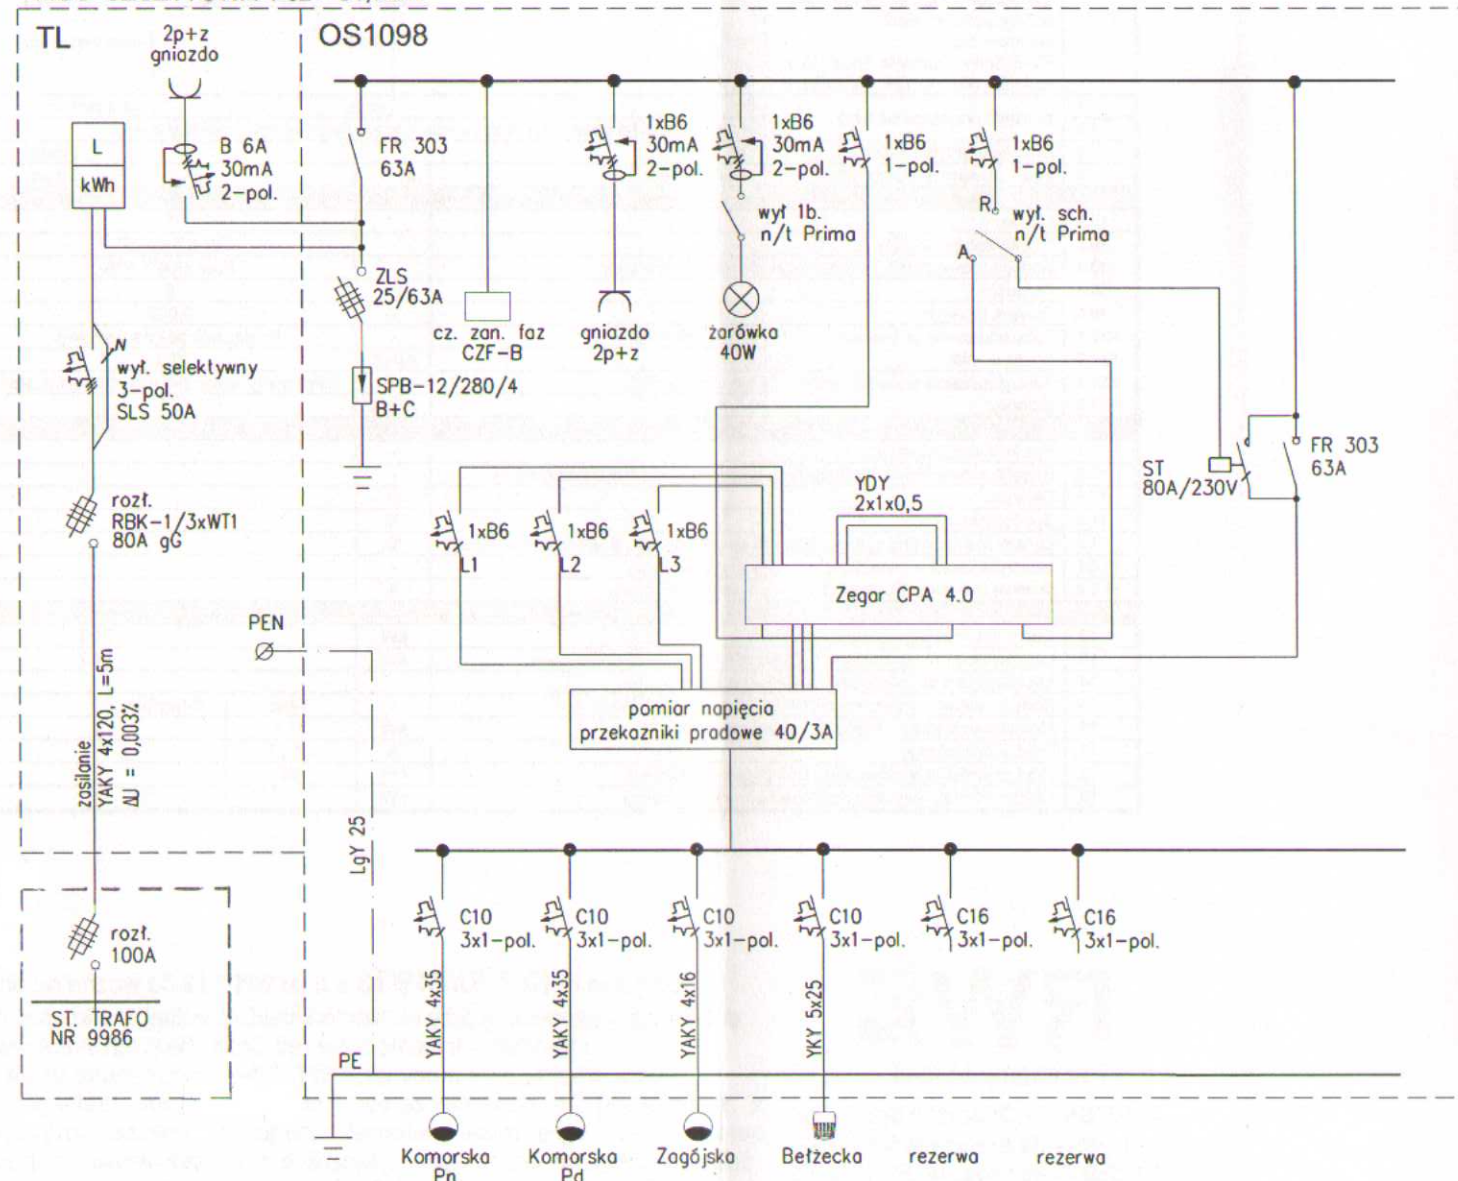 TL
OS1098
2p+z
gniazdo
L
kWh
B 6A
30mA
2-pol.
FR 303
63A
1xB6
30mA
2-pol.
1xB6
30mA
2-pol.
1xB6
1-pol.
1xB6
1-pol.
wył 1b.
n/t Prima
R
wył. sch.
n/t Prima
A
ZLS
25/63A
cz. zan. faz
CZF-B
gniazdo
2p+z
żarówka
40W
N
wył. selektywny
3-pol.
SLS 50A
SPB-12/280/4
B+C
FR 303
63A
ST
80A/230V
YDY
2x1x0,5
rozł.
RBK-1/3xWT1
80A gG
1xB6
L1
1xB6
L2
1xB6
L3
Zegar CPA 4.0
PEN
pomiar napięcia
przekazniki pradowe 40/3A
zasilanie
YAKY 4x120, L=5m
ΔU = 0,003%
LgY 25
C10
3x1-pol.
C10
3x1-pol.
C10
3x1-pol.
C10
3x1-pol.
C16
3x1-pol.
C16
3x1-pol.
rozł.
100A
ST. TRAFO
NR 9986
YAKY 4x35
YAKY 4x35
YAKY 4x16
YKY 5x25
PE
Komorska
Pn
Komorska
Pd
Zagójska
Bełżecka
rezerwa
rezerwa